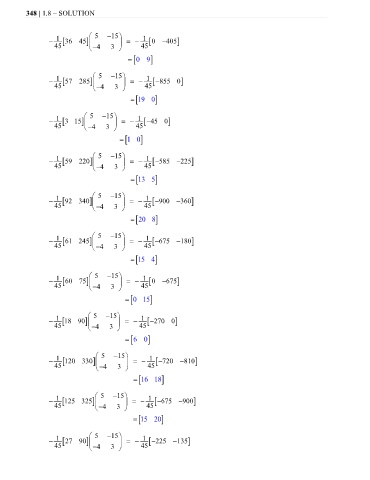 348 | 1.8 – SOLUTION
−1/45 [36 45] (5 −15; −4 3) = −1/45 [0 −405]
= [0 9]
−1/45 [57 285] (5 −15; −4 3) = −1/45 [−855 0]
= [19 0]
−1/45 [3 15] (5 −15; −4 3) = −1/45 [−45 0]
= [1 0]
−1/45 [59 220] (5 −15; −4 3) = −1/45 [−585 −225]
= [13 5]
−1/45 [92 340] (5 −15; −4 3) = −1/45 [−900 −360]
= [20 8]
−1/45 [61 245] (5 −15; −4 3) = −1/45 [−675 −180]
= [15 4]
−1/45 [60 75] (5 −15; −4 3) = −1/45 [0 −675]
= [0 15]
−1/45 [18 90] (5 −15; −4 3) = −1/45 [−270 0]
= [6 0]
−1/45 [120 330] (5 −15; −4 3) = −1/45 [−720 −810]
= [16 18]
−1/45 [125 325] (5 −15; −4 3) = −1/45 [−675 −900]
= [15 20]
−1/45 [27 90] (5 −15; −4 3) = −1/45 [−225 −135]